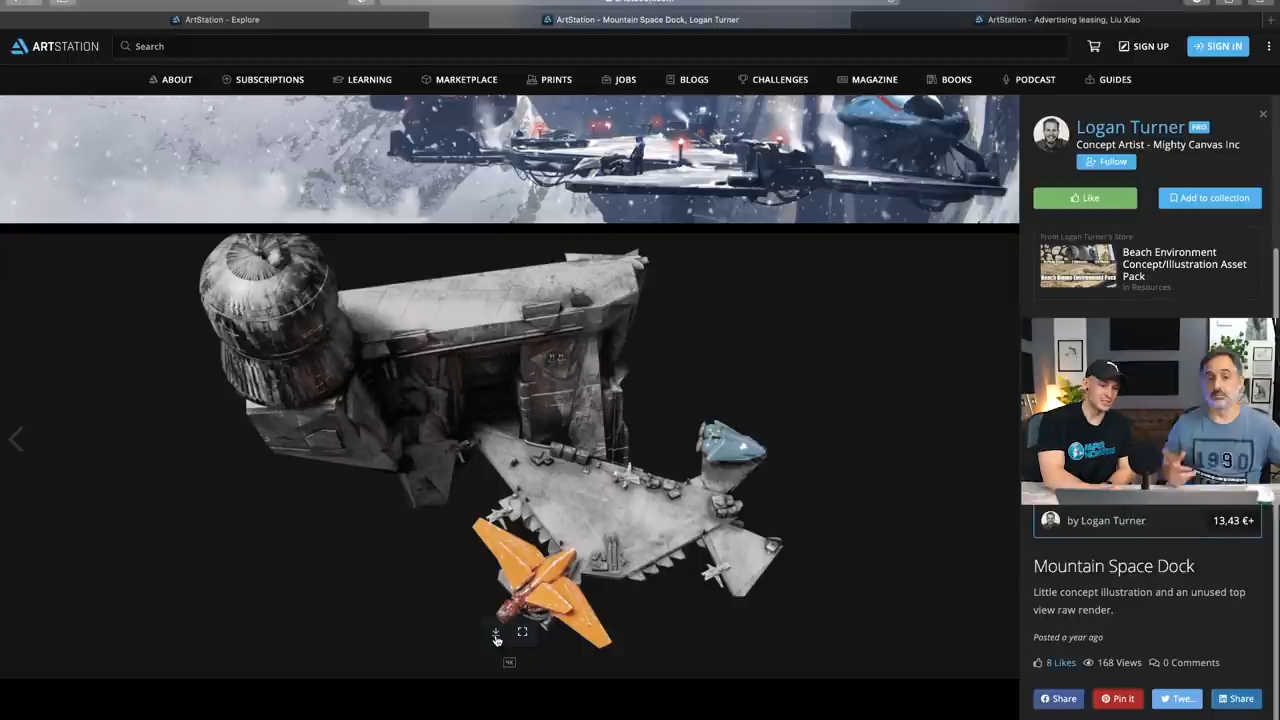 ArtStation - Explore
ArtStation - Mountain Space Dock, Logan Turner
ArtStation - Advertising leasing, Liu Xiao
ARTSTATION
Search
SIGN UP
SIGN IN
ABOUT
SUBSCRIPTIONS
LEARNING
MARKETPLACE
PRINTS
JOBS
BLOGS
CHALLENGES
MAGAZINE
BOOKS
PODCAST
GUIDES
Logan Turner PRO
Concept Artist - Mighty Canvas Inc
Follow
Like
Add to collection
From Logan Turner's Store
Beach Environment
Concept/Illustration Asset
Pack
In Resources
1990
by Logan Turner
13,43 €+
Mountain Space Dock
Little concept illustration and an unused top
view raw render.
Posted a year ago
8 Likes
168 Views
0 Comments
4K
Share
Pin it
Twe...
Share